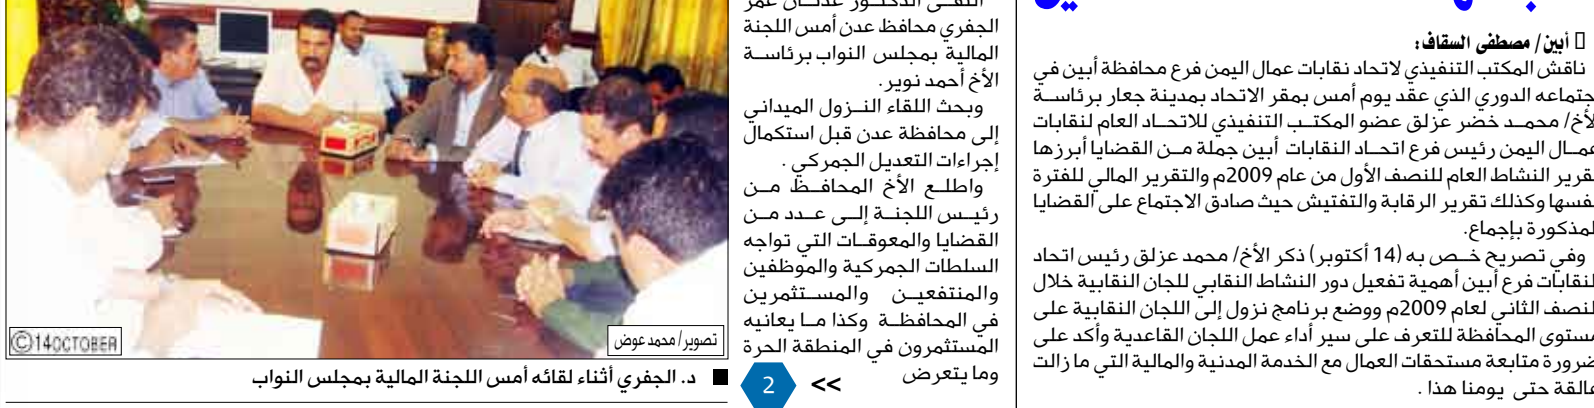 ▯ أبين/ مصطفى السقاف:
ناقش المكتب التنفيذي لاتحاد نقابات عمال اليمن فرع محافظة أبين في
الدوري الذي عقد يوم أمس بمقر الاتحاد بمدينة جعار برئاسة
محمد خضر عزلق عضو المكتب التنفيذي للاتحاد العام لنقابات
اليمن رئيس فرع اتحاد النقابات أبين جملة من القضايا أبرزها
النشاط العام للنصف الأول من عام 2009م والتقرير المالي للفترة
وكذلك تقرير الرقابة والتفتيش حيث صادق الاجتماع على القضايا
المذكورة بإجماع.
وفي تصريح خص به (14 أكتوبر) ذكر الأخ/ محمد عزلق رئيس اتحاد
النقابات فرع أبين أهمية تفعيل دور النشاط النقابي للجان النقابية خلال
النصف الثاني لعام 2009م ووضع برنامج نزول إلى اللجان النقابية على
مستوى المحافظة للتعرف على سير أداء عمل اللجان القاعدية وأكد على
ضرورة متابعة مستحقات العمال مع الخدمة المدنية والمالية التي ما زالت
عالقة حتى يومنا هذا .
التقى الدكتور عدنان عمر
الجفري محافظ عدن أمس اللجنة
المالية بمجلس النواب برئاسة
الأخ أحمد نوير.
وبحث اللقاء النزول الميداني
إلى محافظة عدن قبل استكمال
إجراءات التعديل الجمركي .
واطلع الأخ المحافظ من
رئيس اللجنة إلى عدد من
القضايا والمعوقات التي تواجه
السلطات الجمركية والموظفين
والمنتفعين والمستثمرين
في المحافظة وكذا ما يعانيه
المستثمرون في المنطقة الحرة
وما يتعرض
>> 2
تصوير/ محمد عوض
©14OCTOBER
■ د. الجفري أثناء لقائه أمس اللجنة المالية بمجلس النواب